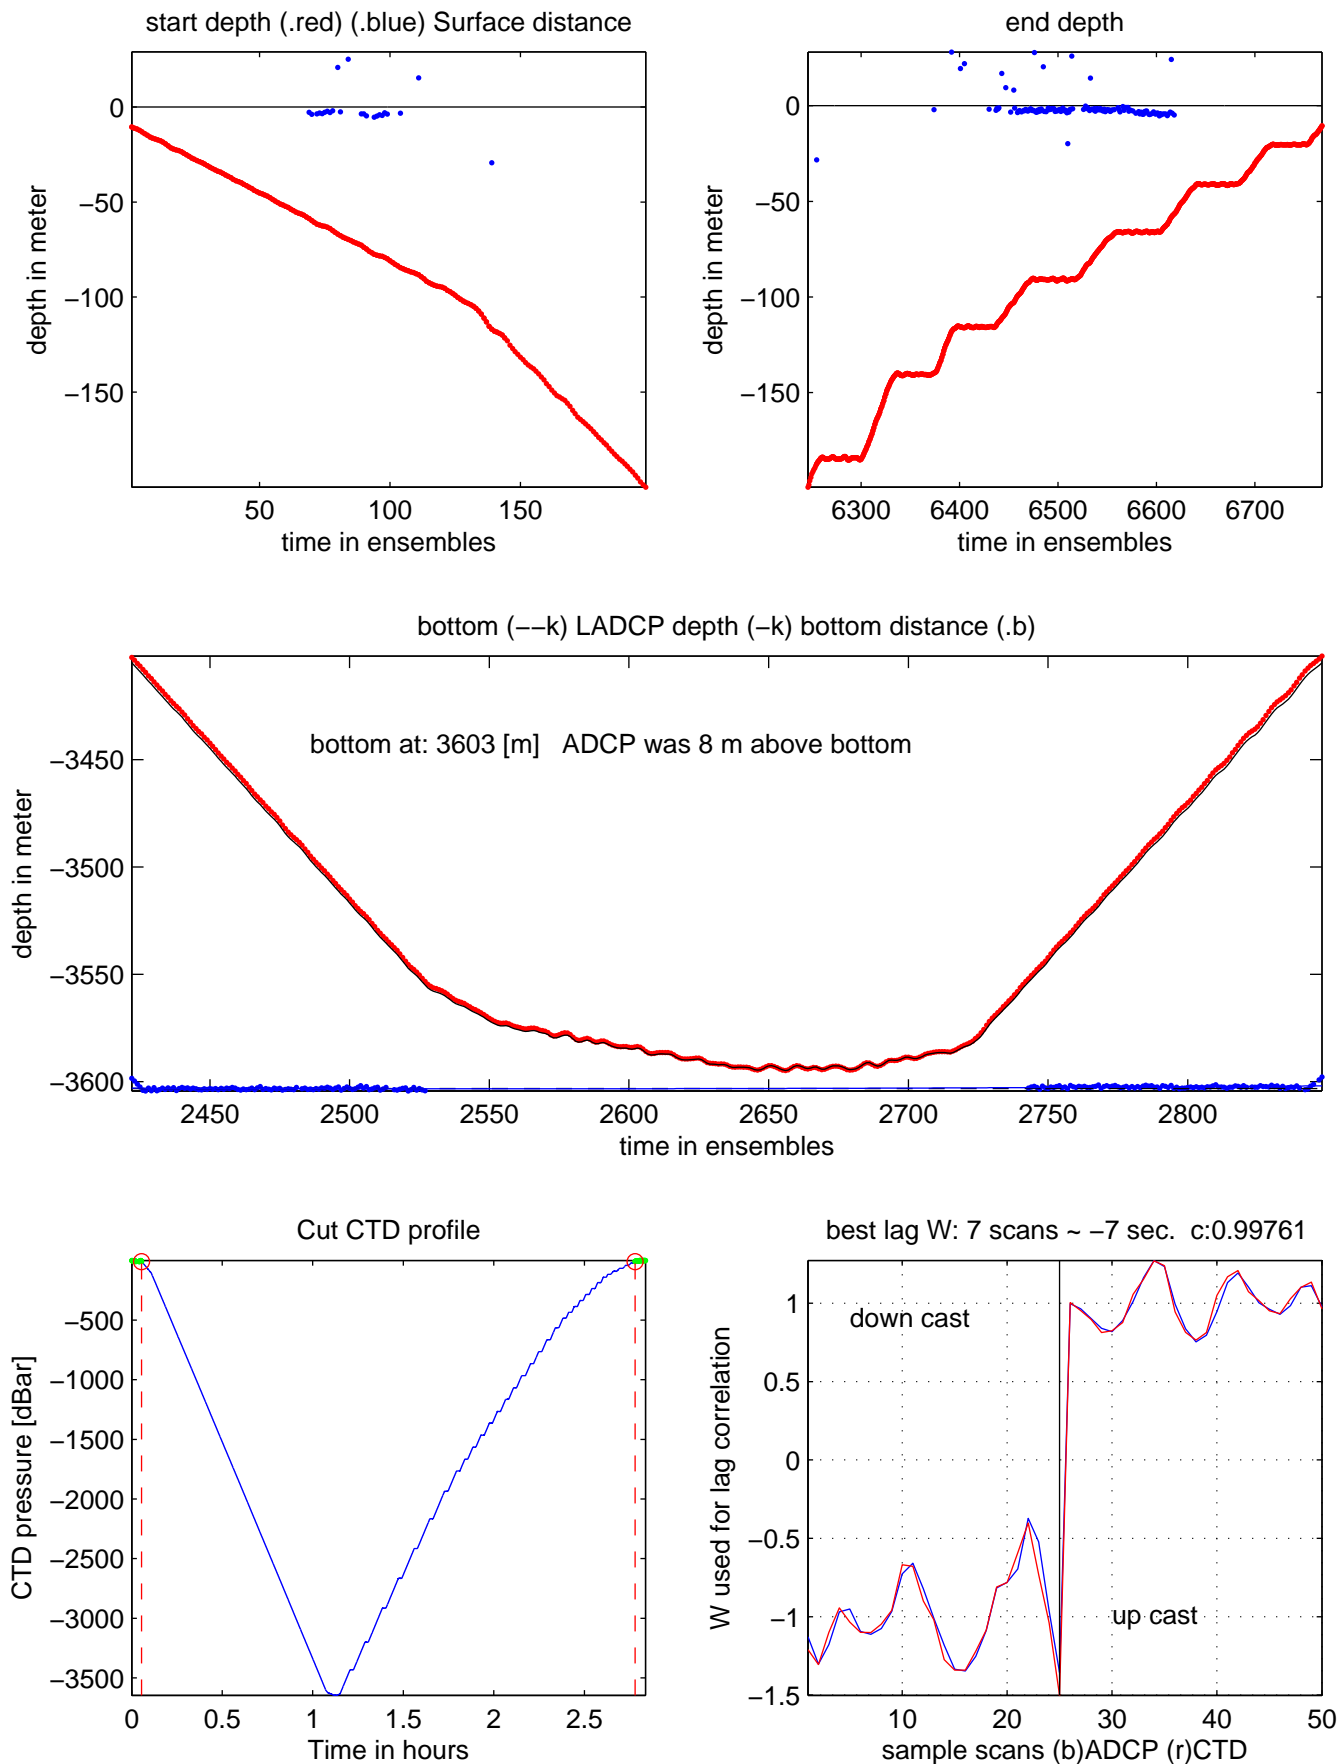 start depth (.red) (.blue) Surface distance
0
−50
−100
−150
depth in meter
50 100 150
time in ensembles
end depth
0
−50
−100
−150
depth in meter
6300 6400 6500 6600 6700
time in ensembles
bottom (−−k) LADCP depth (−k) bottom distance (.b)
bottom at: 3603 [m] ADCP was 8 m above bottom
−3450
−3500
−3550
−3600
depth in meter
2450 2500 2550 2600 2650 2700 2750 2800
time in ensembles
Cut CTD profile
−500
−1000
−1500
−2000
−2500
−3000
−3500
CTD pressure [dBar]
0 0.5 1 1.5 2 2.5
Time in hours
best lag W: 7 scans ~ −7 sec. c:0.99761
down cast
up cast
1
0.5
0
−0.5
−1
−1.5
W used for lag correlation
10 20 30 40 50
sample scans (b)ADCP (r)CTD